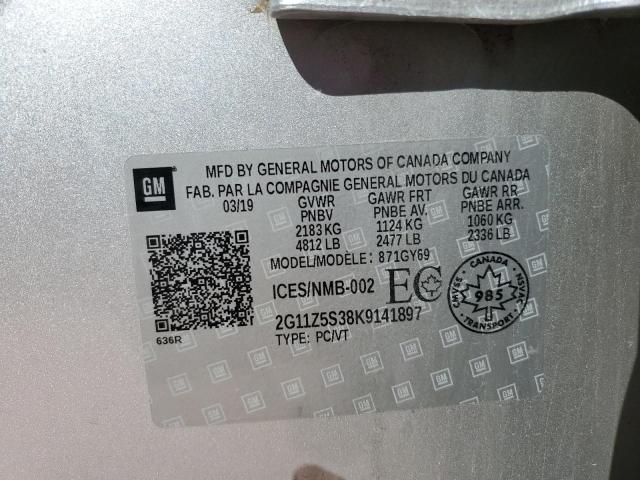 GM
MFD BY GENERAL MOTORS OF CANADA COMPANY
FAB. PAR LA COMPAGNIE GENERAL MOTORS DU CANADA
03/19 GVWR GAWR FRT GAWR RR
PNBV PNBE AV. PNBE ARR.
2183 KG 1124 KG 1060 KG
4812 LB 2477 LB 2336 LB
MODEL/MODÈLE: 871GY69
ICES/NMB-002 EC
2G11Z5S38K9141897
TYPE: PC/VT
636R
CANADA
CMVSS 985 NSVAC
TRANSPORT